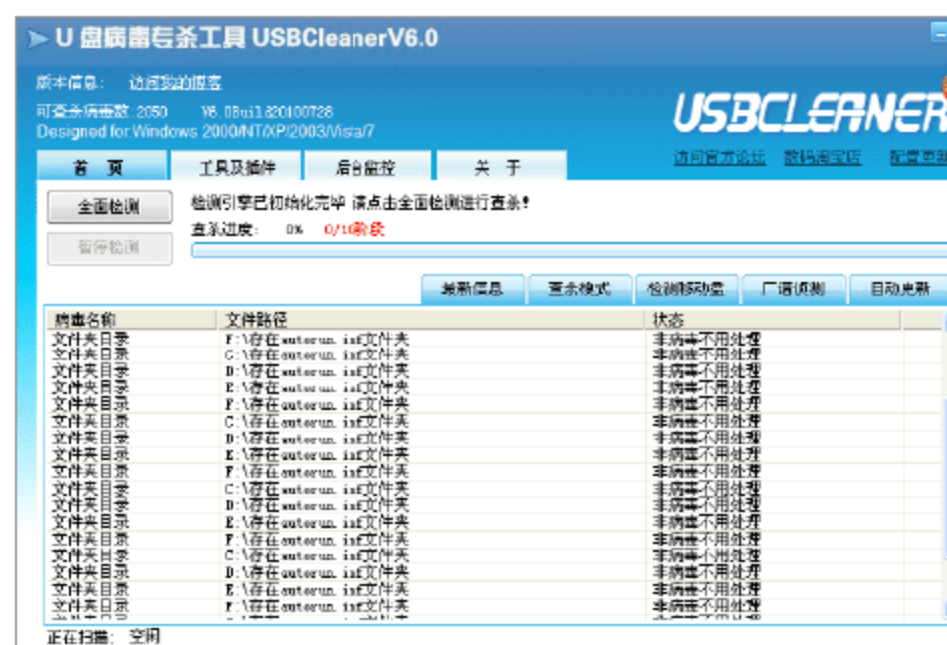 U 盘病毒专杀工具 USBCleanerV6.0
版本信息: 访问我的博客
可查杀病毒数:2050 V6.0Build20100728
Designed for Windows 2000/NT/XP/2003/Vista/7
USBCLEANER
访问官方论坛 数码淘宝店 配置更新
首 页 工具及插件 后台监控 关 于
全面检测 检测引擎已初始化完毕 请点击全面检测进行查杀!
查杀进度: 0% 0/10阶段
暂停检测
最新信息 查杀模式 检测移动盘 广谱侦测 自动更新
病毒名称 文件路径 状态
文件夹目录 F:\存在autorun.inf文件夹 非病毒不用处理
文件夹目录 C:\存在autorun.inf文件夹 非病毒不用处理
文件夹目录 D:\存在autorun.inf文件夹 非病毒不用处理
文件夹目录 E:\存在autorun.inf文件夹 非病毒不用处理
文件夹目录 F:\存在autorun.inf文件夹 非病毒不用处理
文件夹目录 C:\存在autorun.inf文件夹 非病毒不用处理
文件夹目录 D:\存在autorun.inf文件夹 非病毒不用处理
文件夹目录 E:\存在autorun.inf文件夹 非病毒不用处理
文件夹目录 F:\存在autorun.inf文件夹 非病毒不用处理
文件夹目录 C:\存在autorun.inf文件夹 非病毒不用处理
文件夹目录 D:\存在autorun.inf文件夹 非病毒不用处理
文件夹目录 E:\存在autorun.inf文件夹 非病毒不用处理
文件夹目录 F:\存在autorun.inf文件夹 非病毒不用处理
文件夹目录 C:\存在autorun.inf文件夹 非病毒不用处理
文件夹目录 D:\存在autorun.inf文件夹 非病毒不用处理
文件夹目录 E:\存在autorun.inf文件夹 非病毒不用处理
文件夹目录 F:\存在autorun.inf文件夹 非病毒不用处理
正在扫描: 空闲